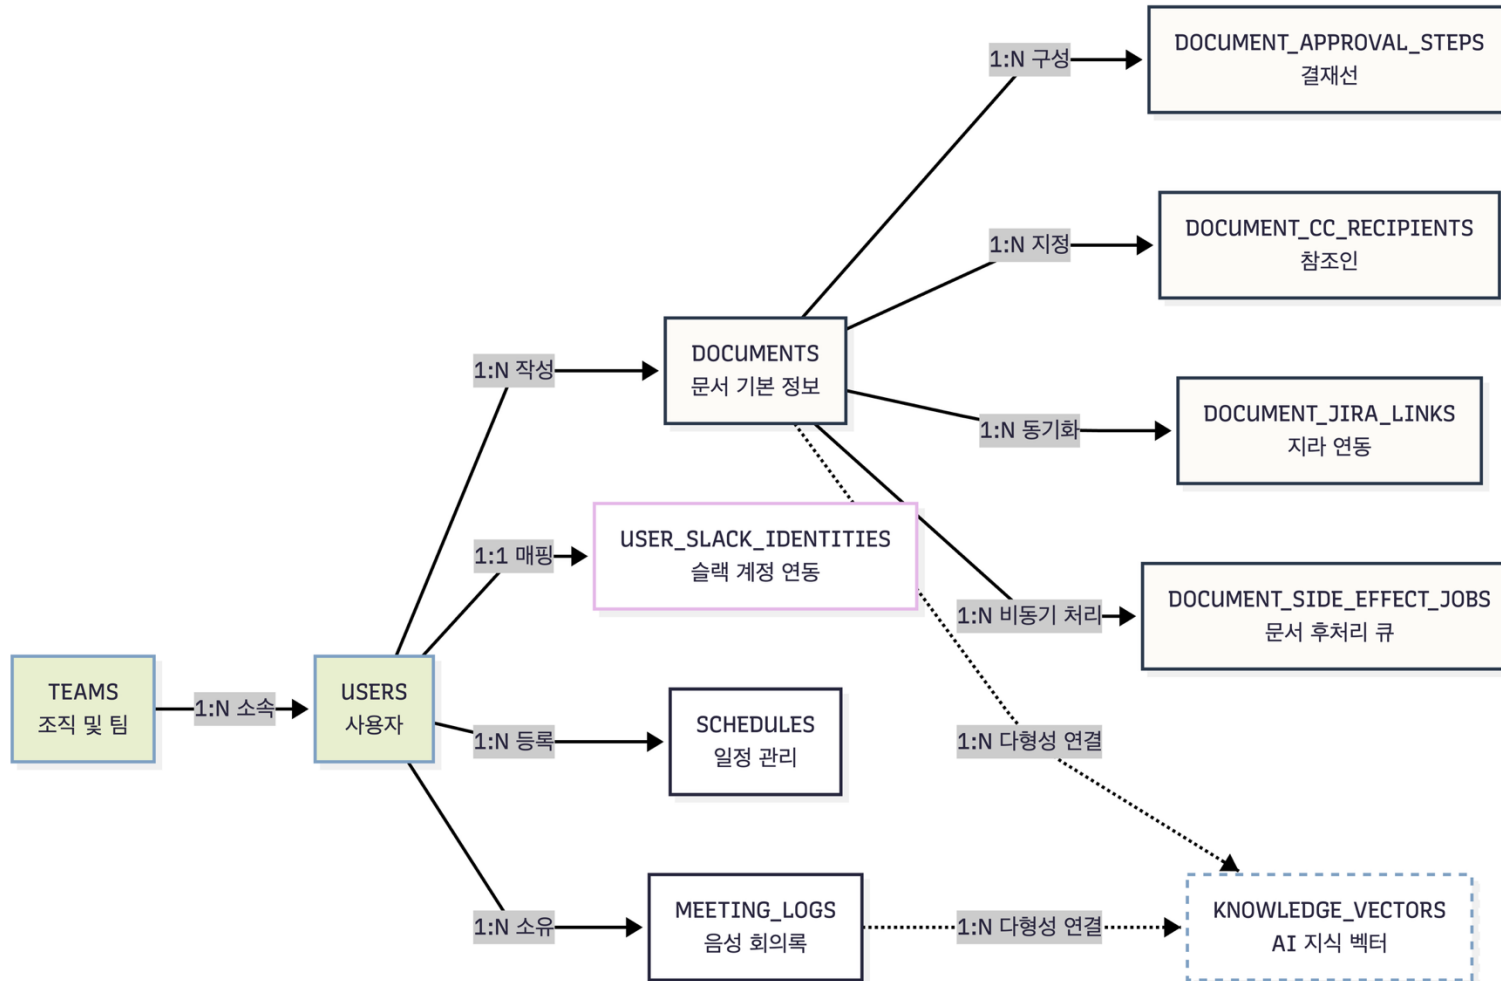 DOCUMENT_APPROVAL_STEPS
결재선
1:N 구성
DOCUMENT_CC_RECIPIENTS
참조인
1:N 지정
DOCUMENTS
문서 기본 정보
1:N 작성
DOCUMENT_JIRA_LINKS
지라 연동
1:N 동기화
USER_SLACK_IDENTITIES
슬랙 계정 연동
1:1 매핑
DOCUMENT_SIDE_EFFECT_JOBS
문서 후처리 큐
1:N 비동기 처리
TEAMS
조직 및 팀
1:N 소속
USERS
사용자
1:N 등록
SCHEDULES
일정 관리
1:N 다형성 연결
1:N 소유
MEETING_LOGS
음성 회의록
1:N 다형성 연결
KNOWLEDGE_VECTORS
AI 지식 벡터